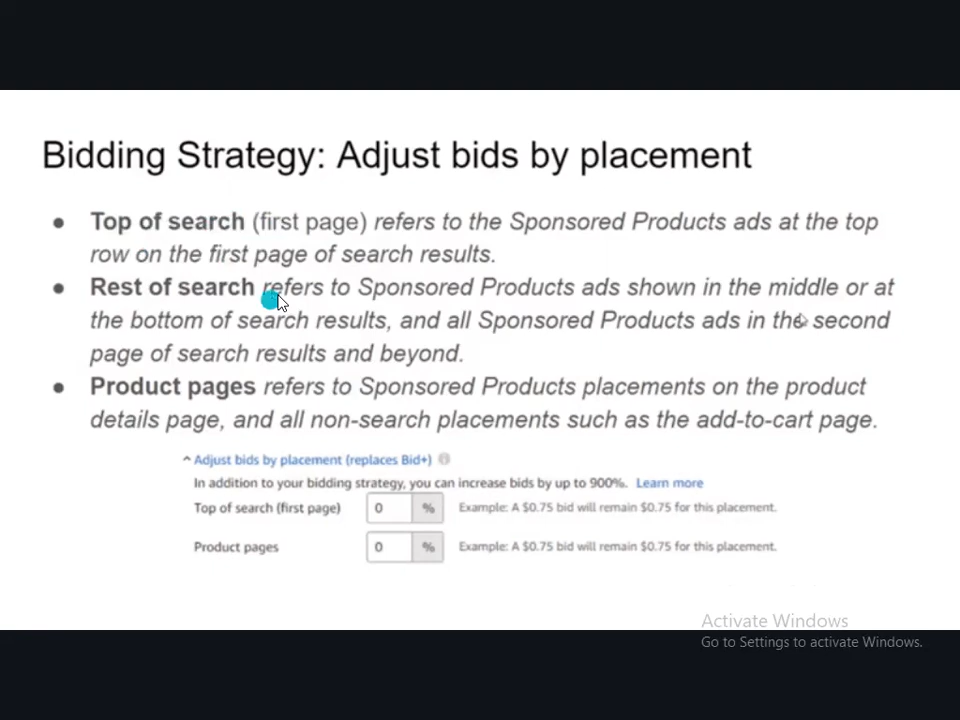 Bidding Strategy: Adjust bids by placement
● Top of search (first page) refers to the Sponsored Products ads at the top
row on the first page of search results.
● Rest of search refers to Sponsored Products ads shown in the middle or at
the bottom of search results, and all Sponsored Products ads in the second
page of search results and beyond.
● Product pages refers to Sponsored Products placements on the product
details page, and all non-search placements such as the add-to-cart page.
Adjust bids by placement (replaces Bid+)
In addition to your bidding strategy, you can increase bids by up to 900%. Learn more
Top of search (first page) 0 % Example: A $0.75 bid will remain $0.75 for this placement.
Product pages 0 % Example: A $0.75 bid will remain $0.75 for this placement.
Activate Windows
Go to Settings to activate Windows.